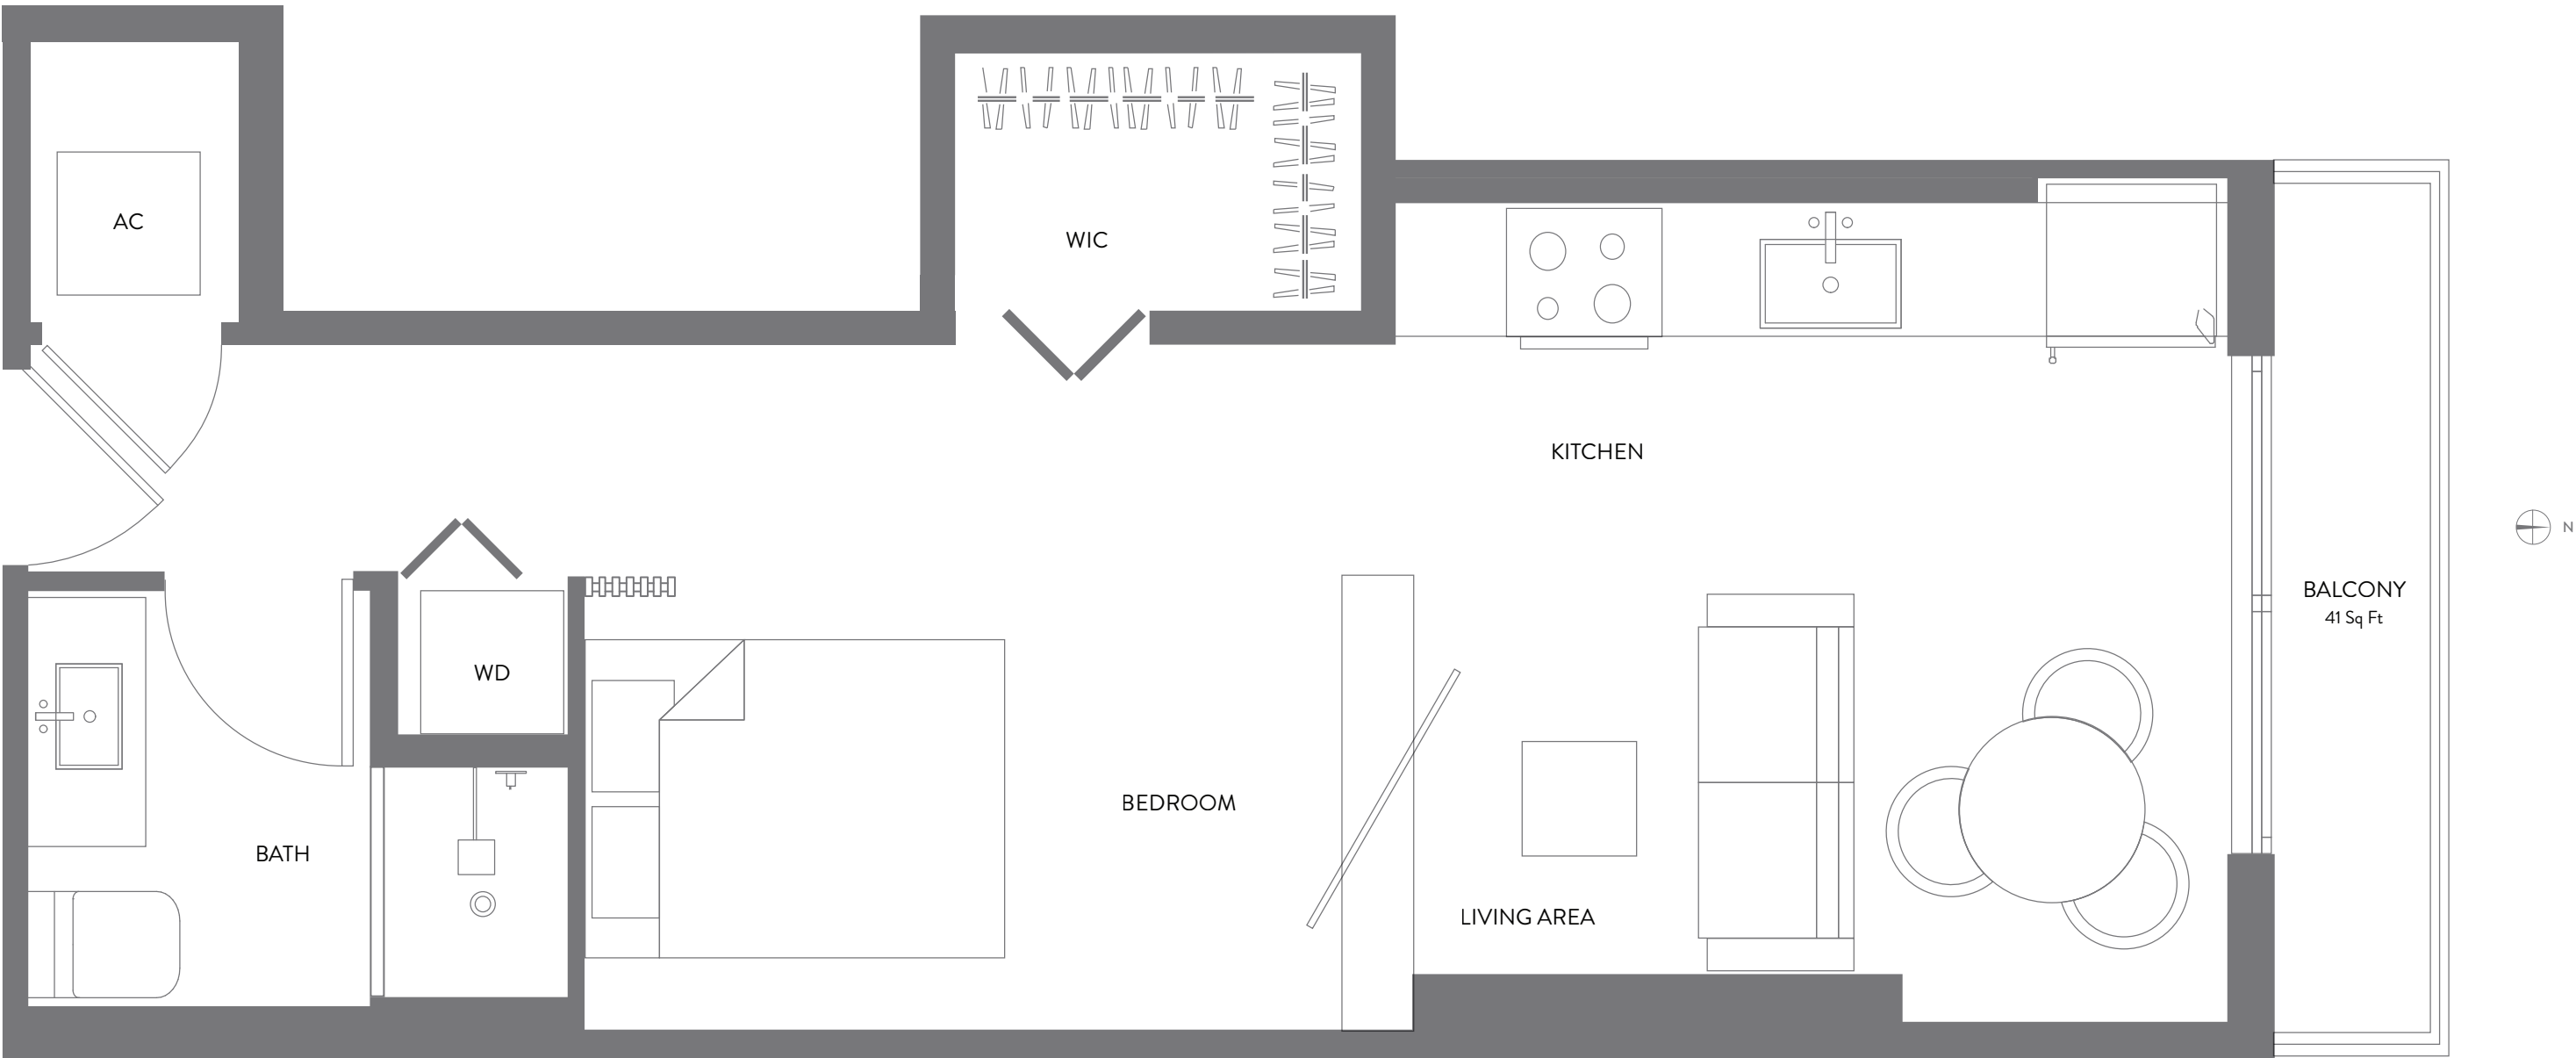 AC
WIC
KITCHEN
N
BALCONY
41 Sq Ft
WD
BEDROOM
BATH
LIVING AREA